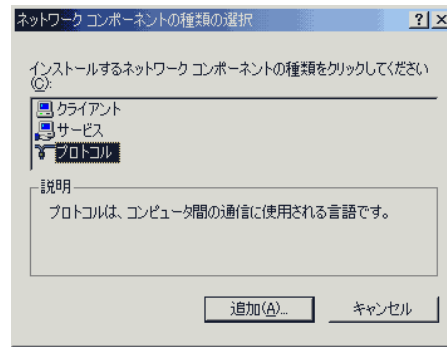 ネットワーク コンポーネントの種類の選択
インストールするネットワーク コンポーネントの種類をクリックしてください
(C):
クライアント
サービス
プロトコル
説明
プロトコルは、コンピュータ間の通信に使用される言語です。
追加(A)...
キャンセル